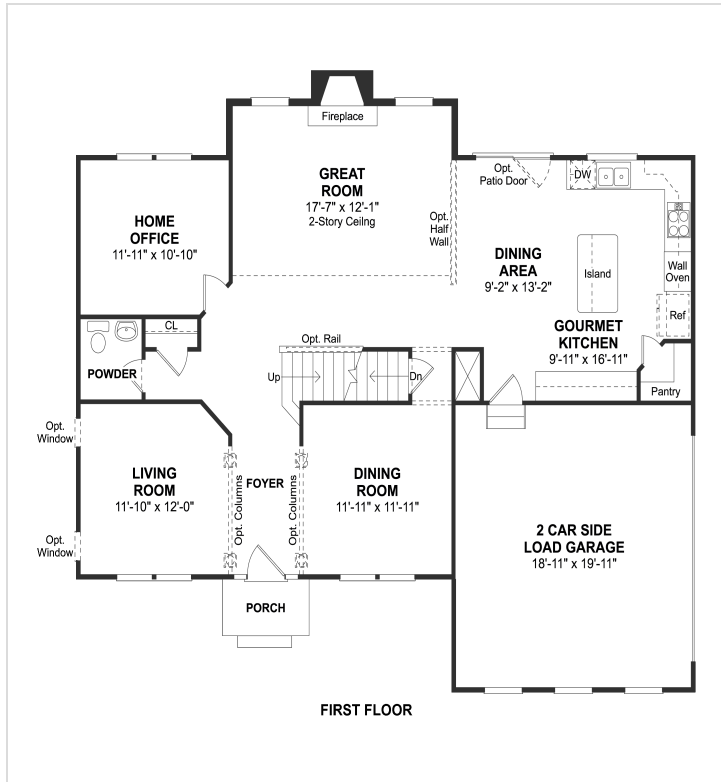 Fireplace
GREAT
ROOM
17'-7" x 12'-1"
2-Story Ceilng
Opt.
Patio Door
DW
Opt.
Half
Wall
HOME
OFFICE
11'-11" x 10'-10"
DINING
AREA
9'-2" x 13'-2"
Island
Wall
Oven
Ref
GOURMET
KITCHEN
9'-11" x 16'-11"
Pantry
CL
POWDER
Opt. Rail
Up
Dn
Opt.
Window
LIVING
ROOM
11'-10" x 12'-0"
Opt.
Window
Opt. Columns
FOYER
Opt. Columns
DINING
ROOM
11'-11" x 11'-11"
2 CAR SIDE
LOAD GARAGE
18'-11" x 19'-11"
PORCH
FIRST FLOOR